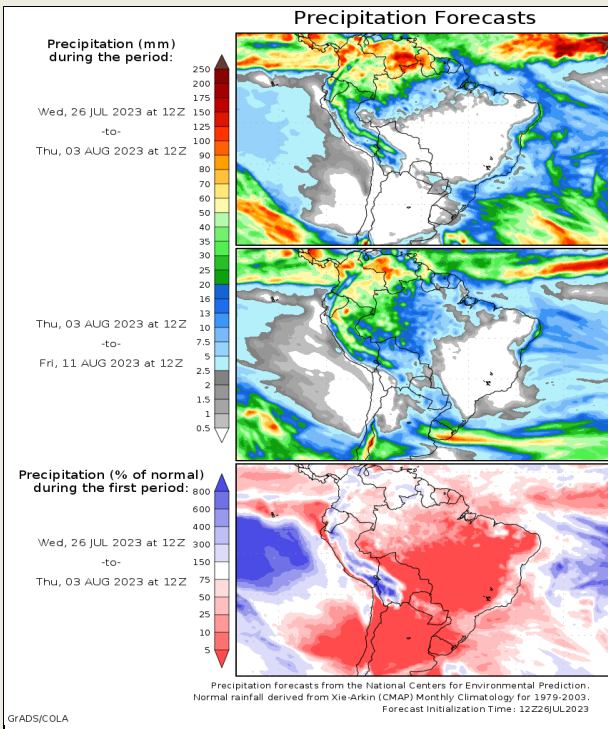 Precipitation Forecasts
Precipitation (mm)
during the period:
Wed, 26 JUL 2023 at 12Z
-to-
Thu, 03 AUG 2023 at 12Z
250
200
175
150
125
100
90
80
70
60
50
40
35
30
25
20
16
13
10
7.5
5
2.5
2
1.5
1
0.5
Thu, 03 AUG 2023 at 12Z
-to-
Fri, 11 AUG 2023 at 12Z
Precipitation (% of normal)
during the first period:
Wed, 26 JUL 2023 at 12Z
-to-
Thu, 03 AUG 2023 at 12Z
800
600
400
300
150
75
50
25
10
5
Precipitation forecasts from the National Centers for Environmental Prediction.
Normal rainfall derived from Xie-Arkin (CMAP) Monthly Climatology for 1979-2003.
Forecast Initialization Time: 12Z26JUL2023
GrADS/COLA